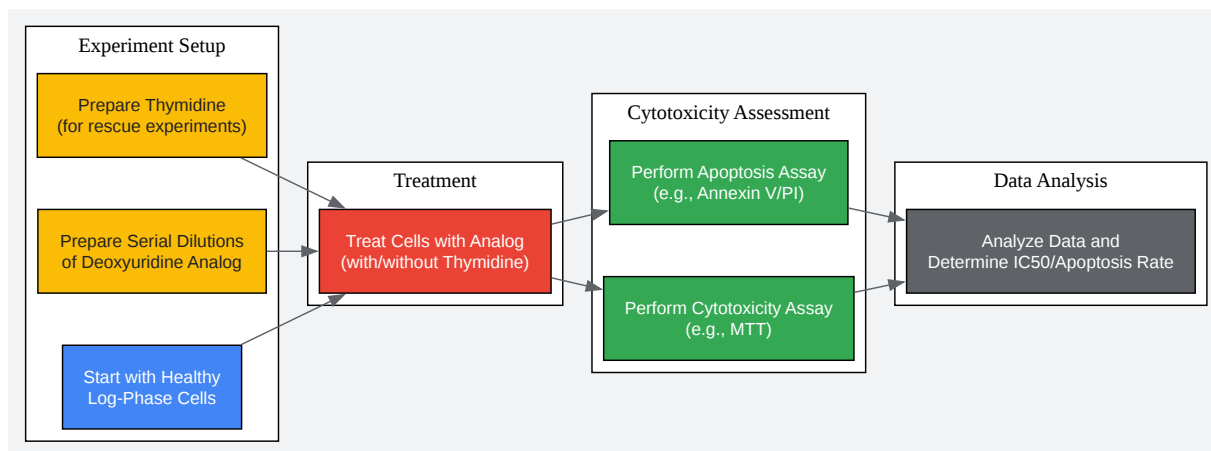 Experiment Setup
Prepare Thymidine
(for rescue experiments)
Prepare Serial Dilutions
of Deoxyuridine Analog
Start with Healthy
Log-Phase Cells
Treatment
Treat Cells with Analog
(with/without Thymidine)
Cytotoxicity Assessment
Perform Apoptosis Assay
(e.g., Annexin V/PI)
Perform Cytotoxicity Assay
(e.g., MTT)
Data Analysis
Analyze Data and
Determine IC50/Apoptosis Rate